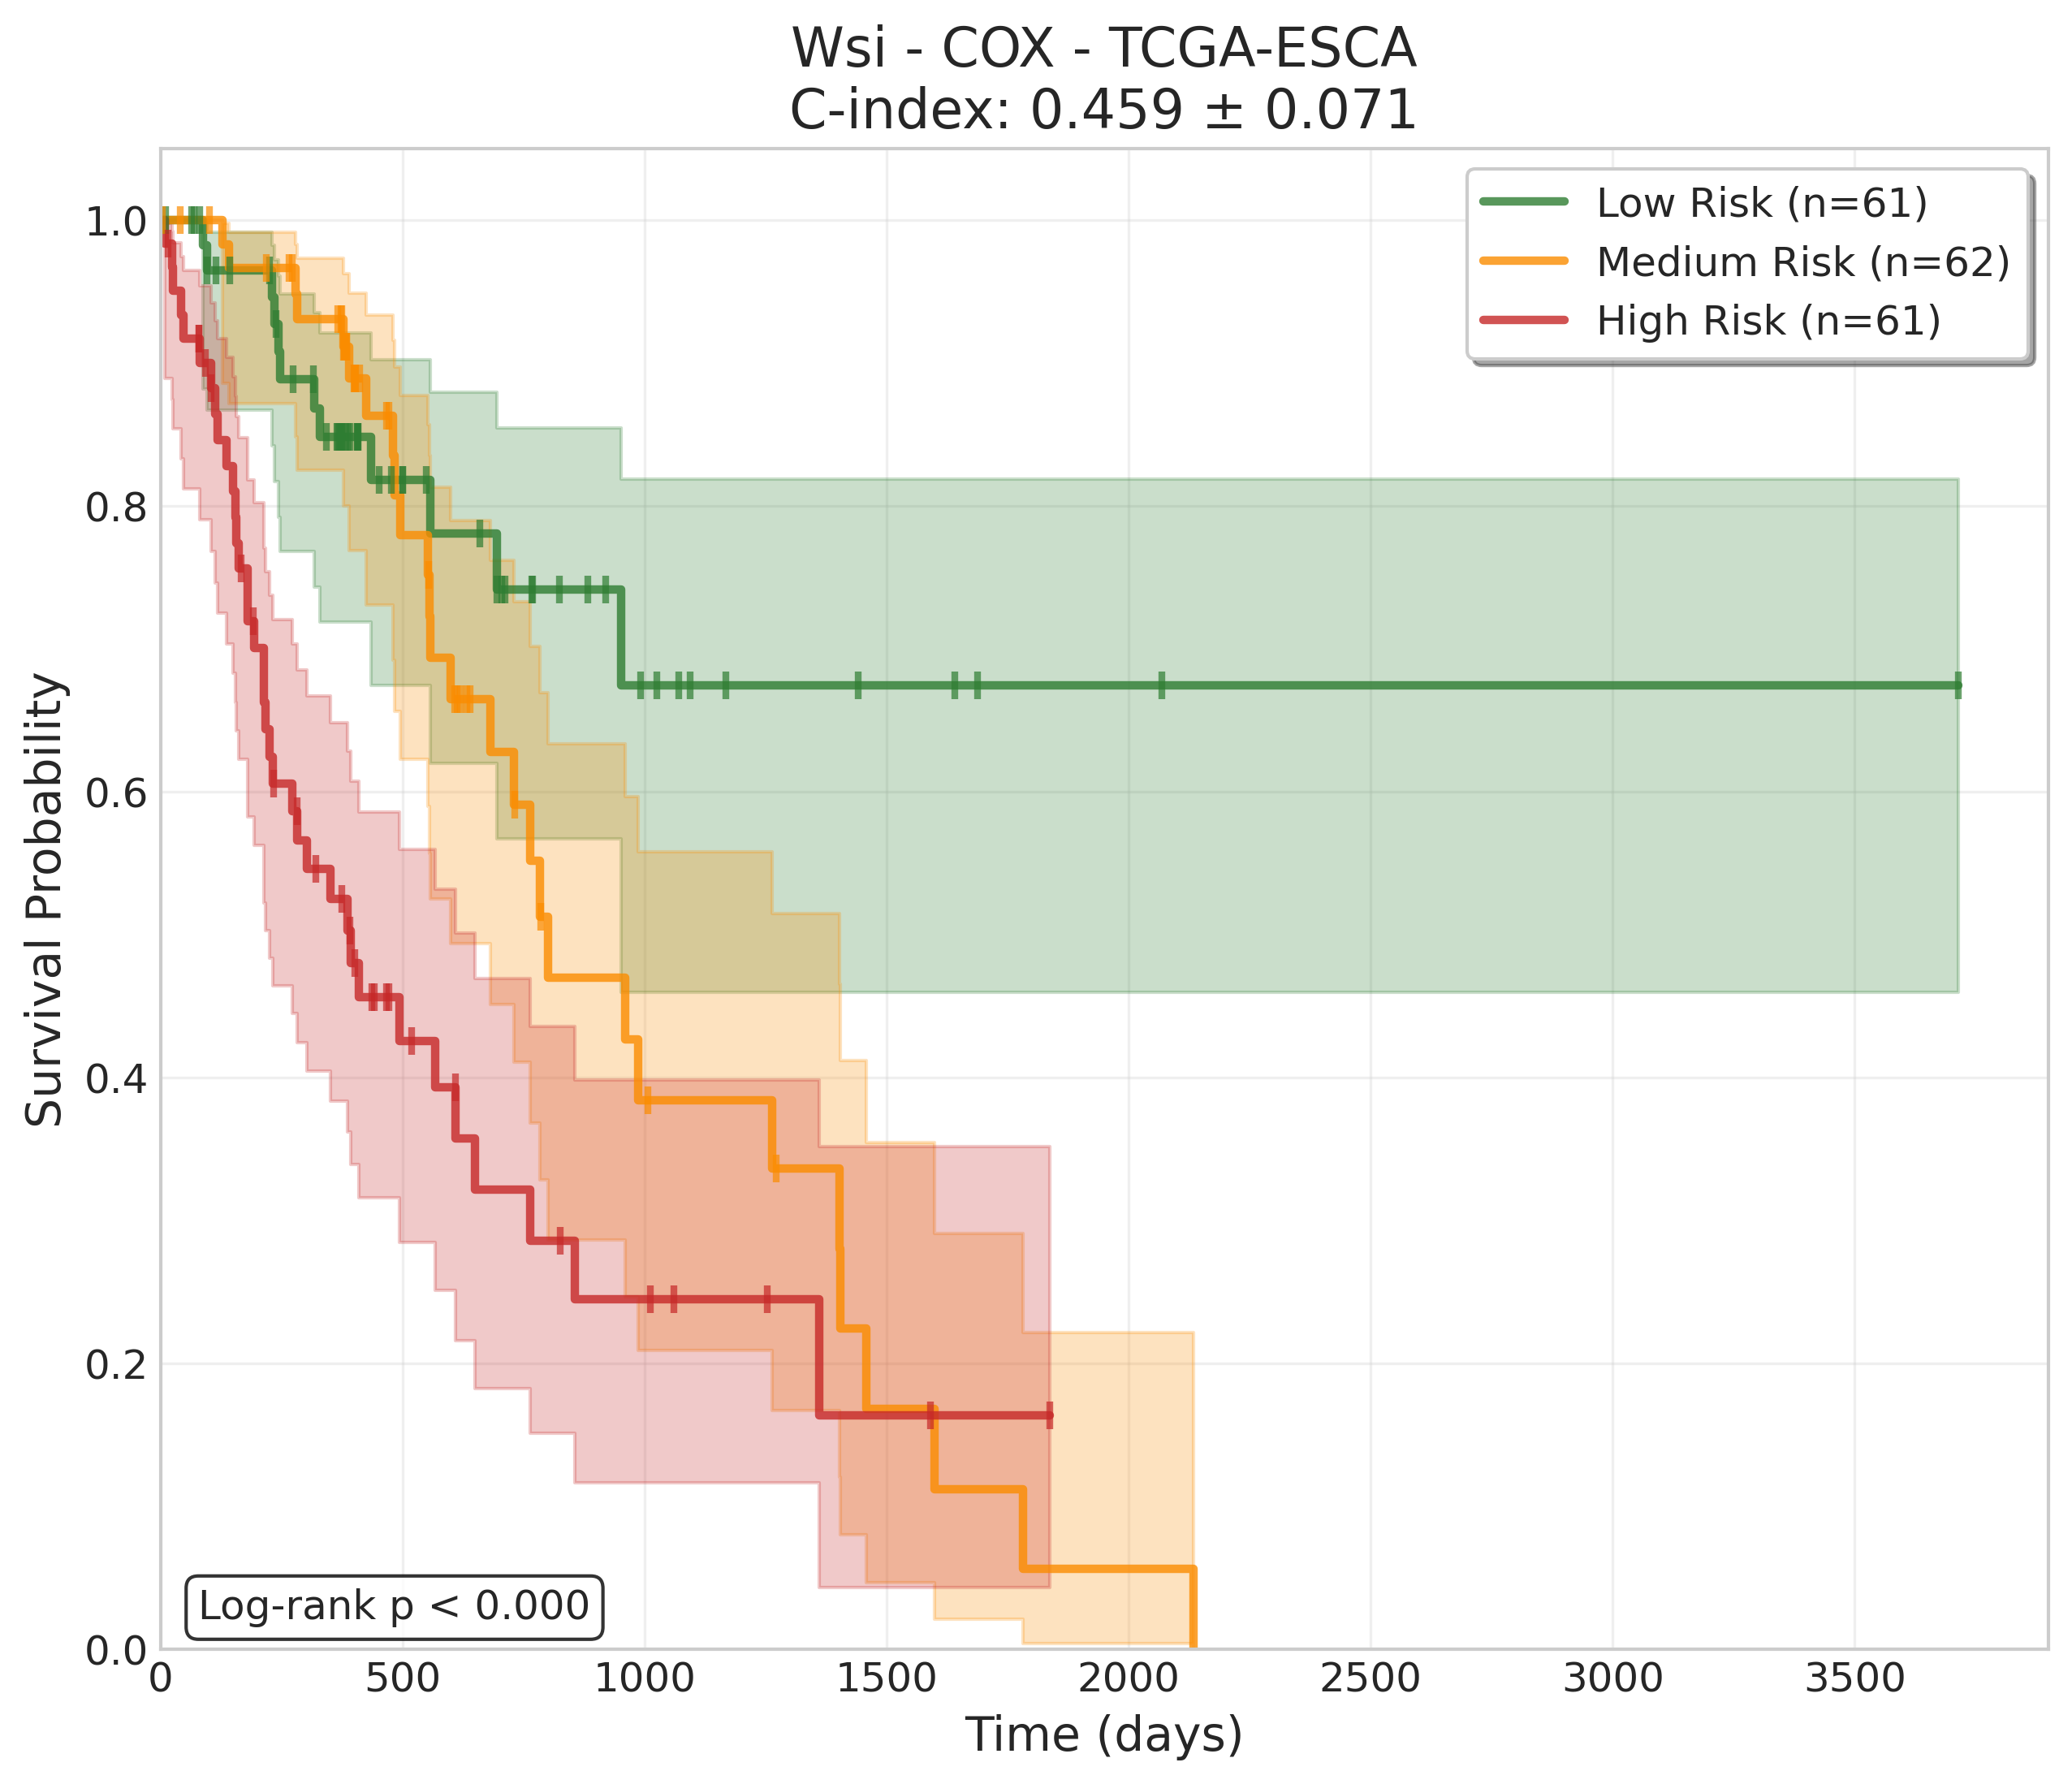 Wsi - COX - TCGA-ESCA
C-index: 0.459 ± 0.071
Low Risk (n=61)
Medium Risk (n=62)
High Risk (n=61)
Survival Probability
1.0
0.8
0.6
0.4
0.2
0.0
Log-rank p < 0.000
0 500 1000 1500 2000 2500 3000 3500
Time (days)